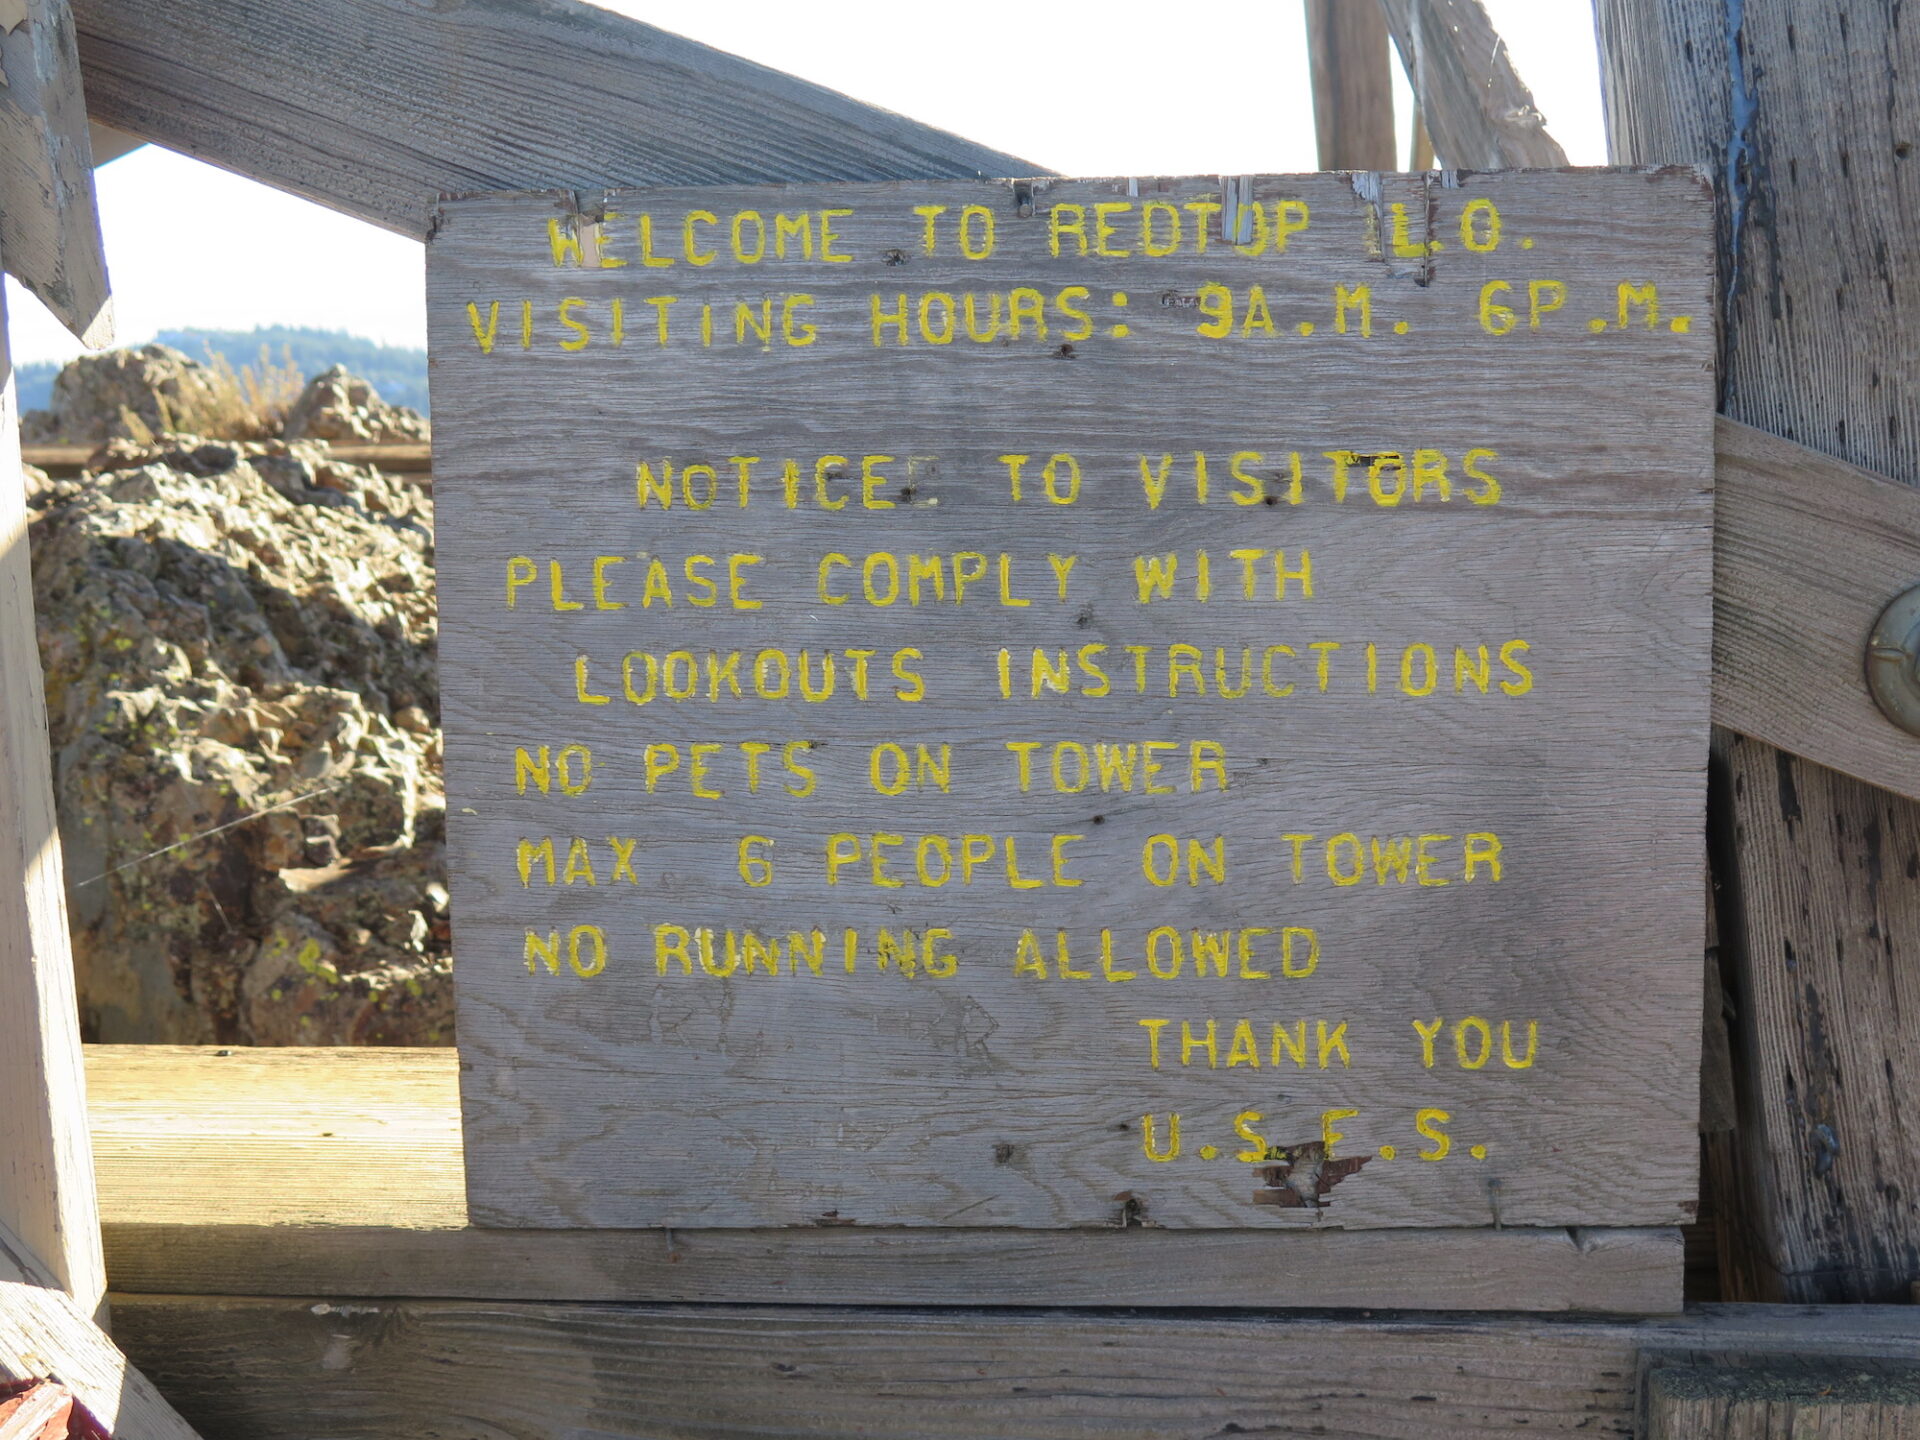 WELCOME TO REDTOP L.O.
VISITING HOURS: 9A.M. 6P.M.
NOTICE TO VISITORS
PLEASE COMPLY WITH
LOOKOUTS INSTRUCTIONS
NO PETS ON TOWER
MAX 6 PEOPLE ON TOWER
NO RUNNING ALLOWED
THANK YOU
U.S.F.S.